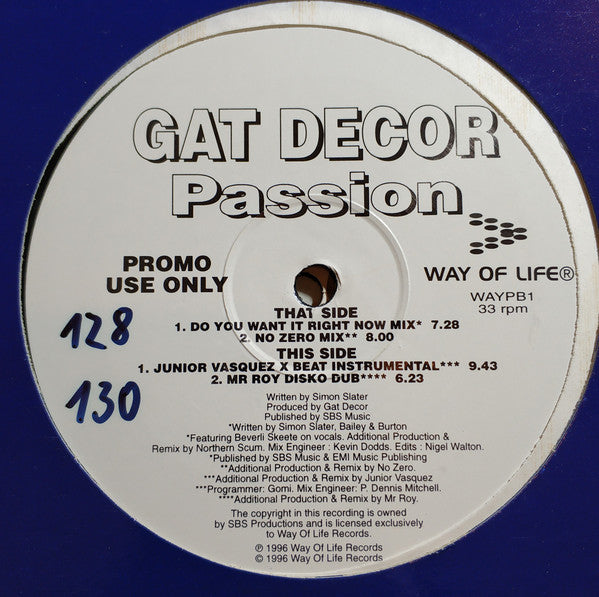 GAT DECOR
Passion
PROMO
USE ONLY
WAY OF LIFE®
WAYPB1
33 rpm
128
130
THAT SIDE
1. DO YOU WANT IT RIGHT NOW MIX* 7.28
2. NO ZERO MIX** 8.00
THIS SIDE
1. JUNIOR VASQUEZ X BEAT INSTRUMENTAL*** 9.43
2. MR ROY DISKO DUB**** 6.23
Written by Simon Slater
Produced by Gat Decor
Published by SBS Music
*Written by Simon Slater, Bailey & Burton
*Featuring Beverli Skeete on vocals. Additional Production &
Remix by Northern Scum. Mix Engineer : Kevin Dodds. Edits : Nigel Walton.
*Published by SBS Music & EMI Music Publishing
**Additional Production & Remix by No Zero.
***Additional Production & Remix by Junior Vasquez
***Programmer: Gomi. Mix Engineer: P. Dennis Mitchell.
****Additional Production & Remix by Mr Roy.
The copyright in this recording is owned
by SBS Productions and is licensed exclusively
to Way Of Life Records.
℗ 1996 Way Of Life Records
© 1996 Way Of Life Records